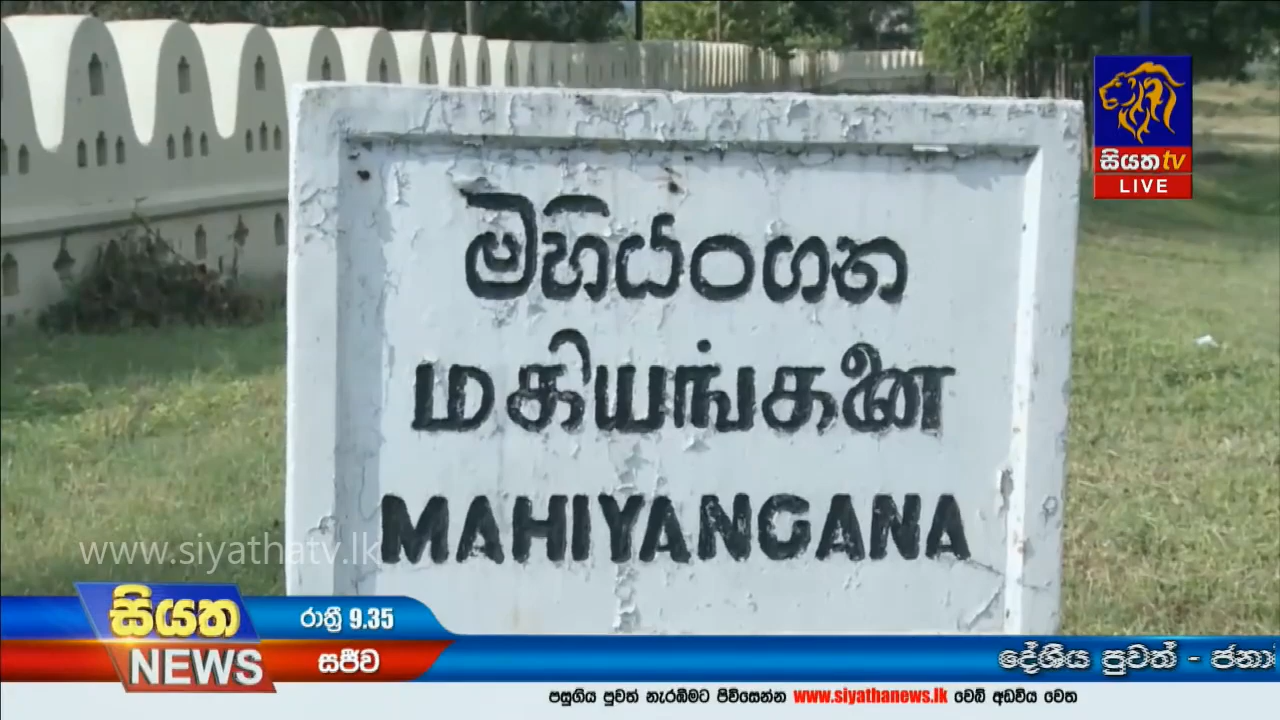 සියත tv
LIVE
මහියංගන
மகியங்கனை
MAHIYANGANA
www.siyathatv.lk
සියත
NEWS
රාත්‍රී 9.35
සජීව
දේශීය පුවත් -
පසුගිය පුවත් නැරඹිමට පිවිසෙන්න www.siyathanews.lk වෙබ් අඩවිය වෙත